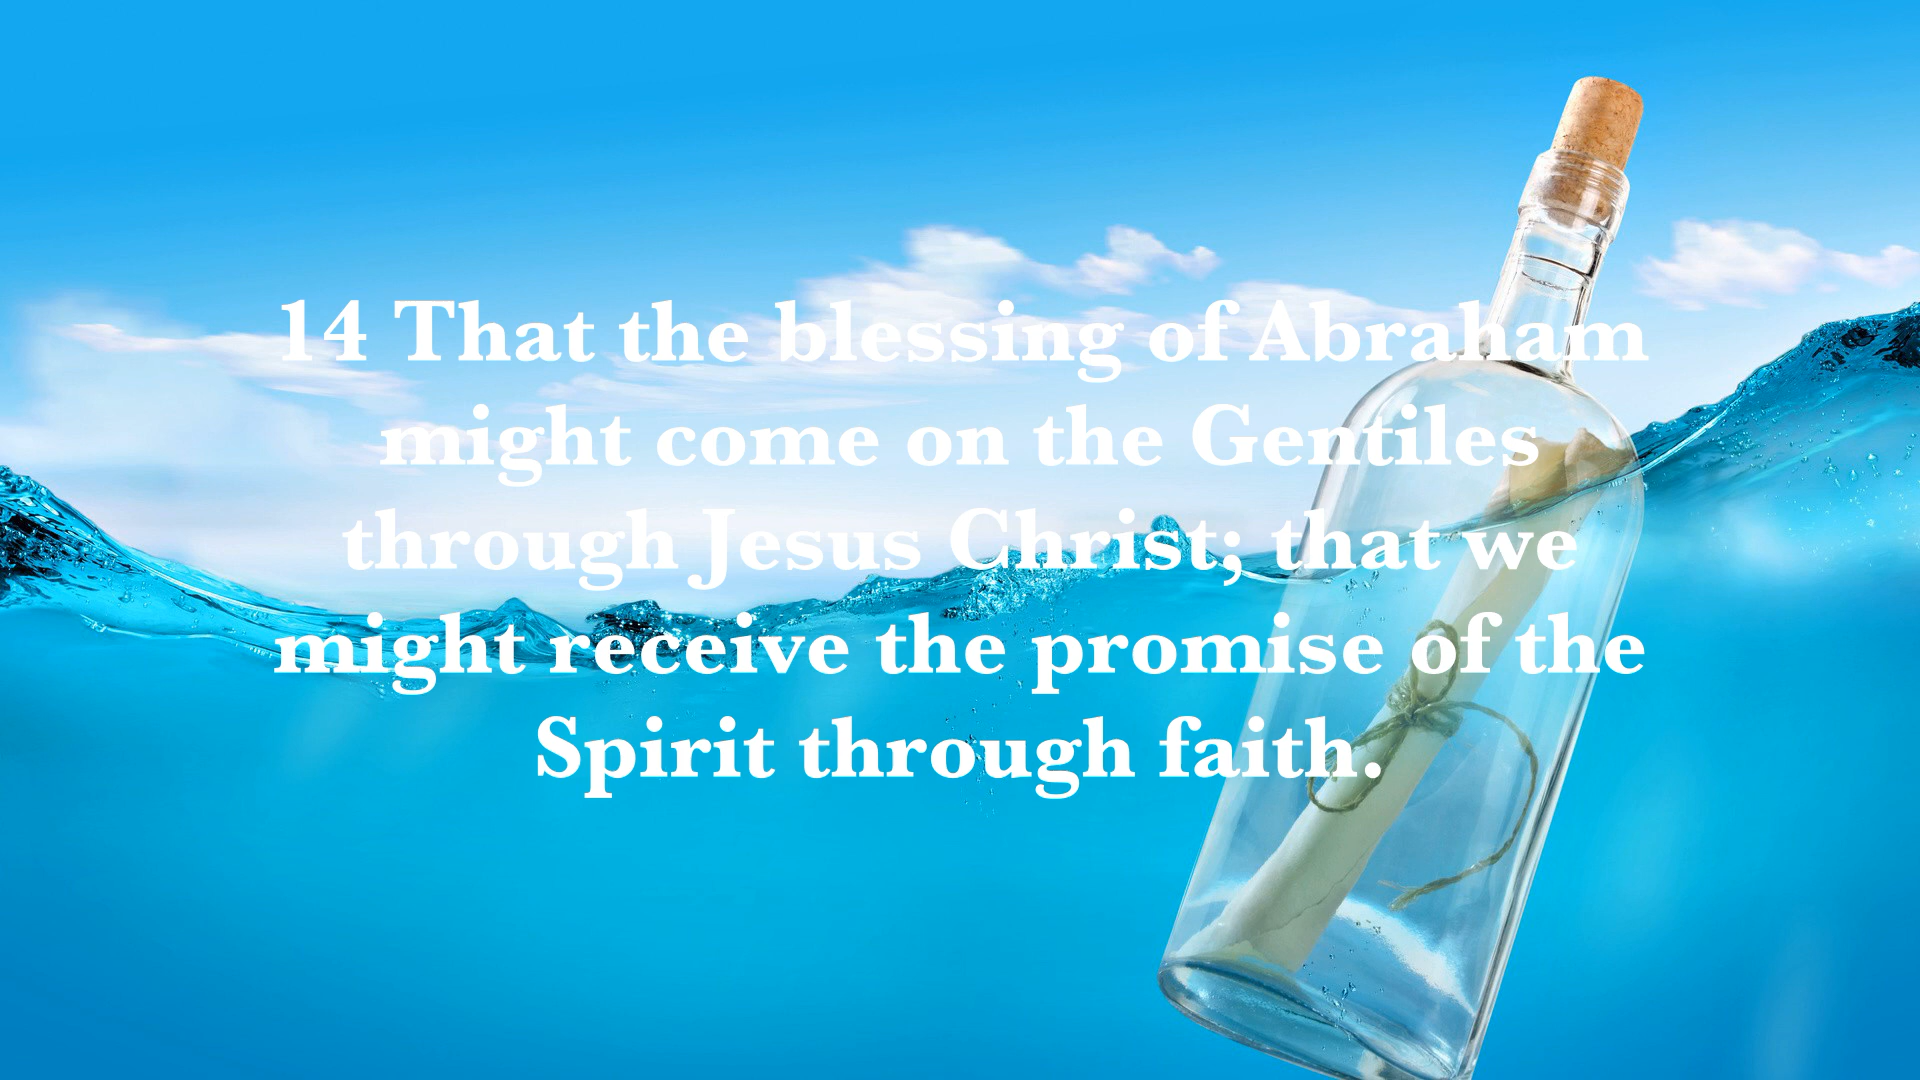 14 That the blessing of Abraham
might come on the Gentiles
through Jesus Christ; that we
might receive the promise of the
Spirit through faith.